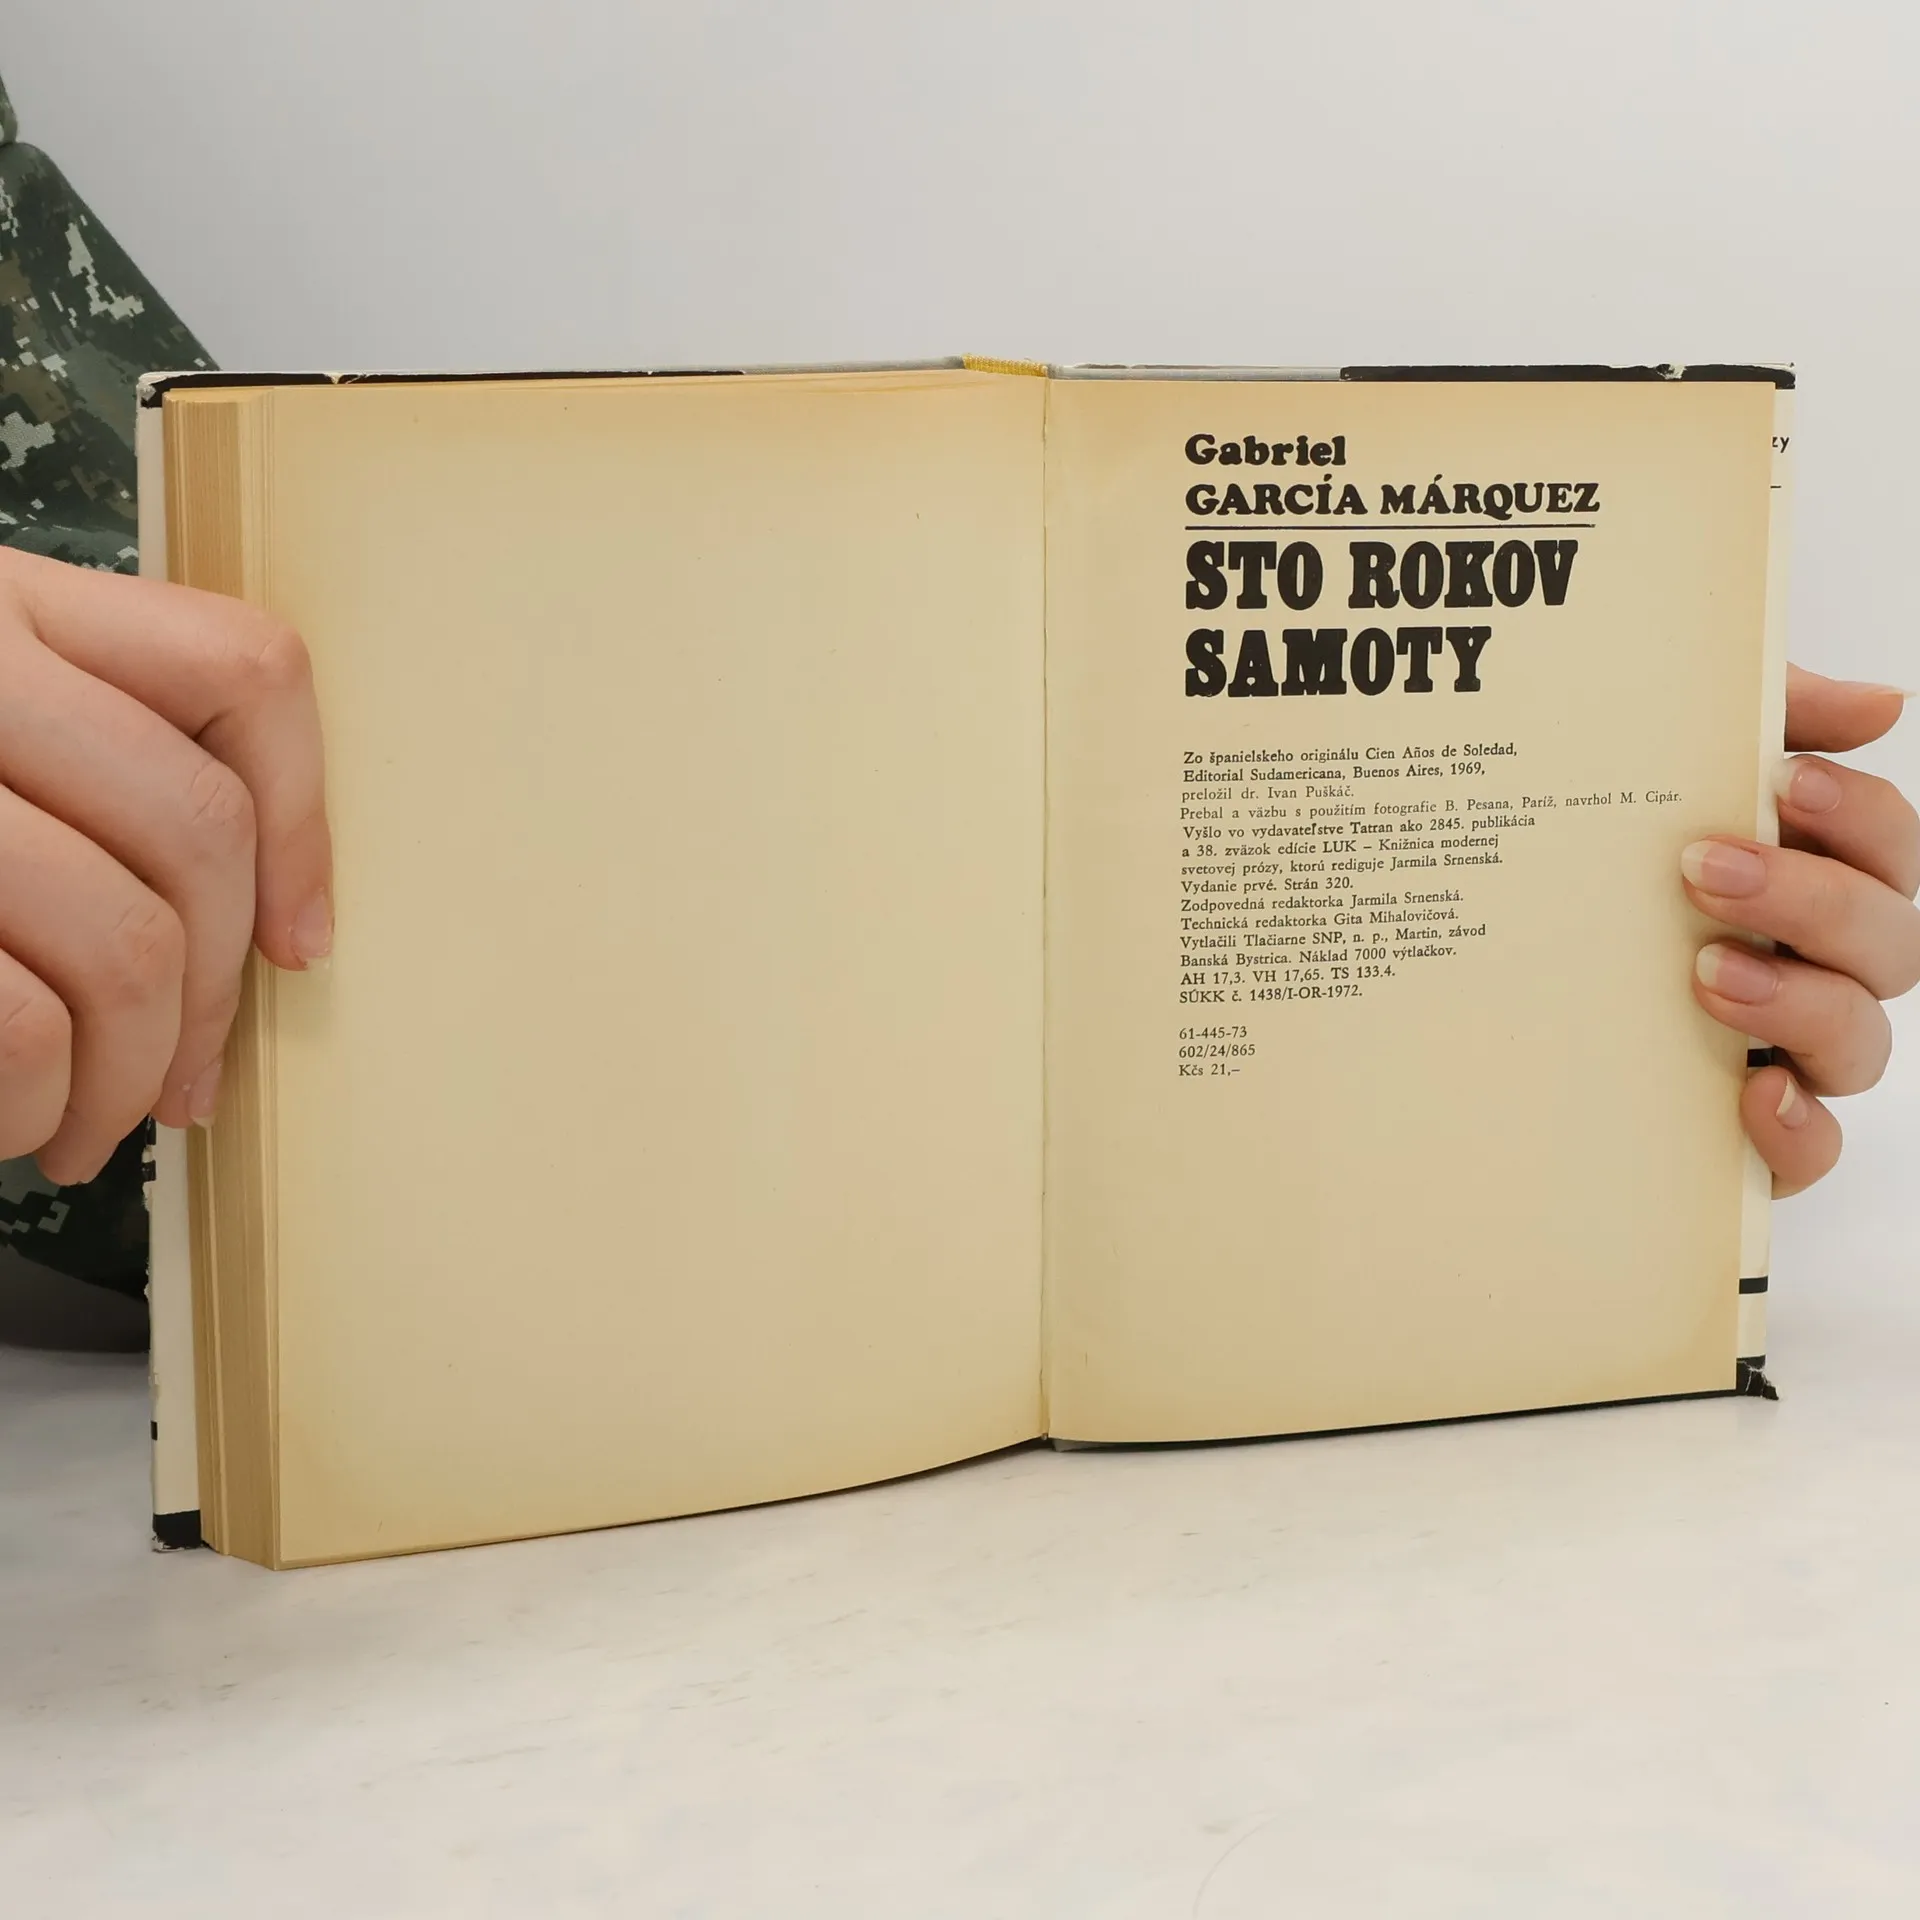 Gabriel
GARCÍA MÁRQUEZ
STO ROKOV
SAMOTY
Zo španielskeho originálu Cien Años de Soledad,
Editorial Sudamericana, Buenos Aires, 1969,
preložil dr. Ivan Puškáč.
Prebal a väzbu s použitím fotografie B. Pesana, Paríž, navrhol M. Cipár.
Vyšlo vo vydavateľstve Tatran ako 2845. publikácia
a 38. zväzok edície LUK – Knižnica modernej
svetovej prózy, ktorú rediguje Jarmila Srnenská.
Vydanie prvé. Strán 320.
Zodpovedná redaktorka Jarmila Srnenská.
Technická redaktorka Gita Mihalovičová.
Vytlačili Tlačiarne SNP, n. p., Martin, závod
Banská Bystrica. Náklad 7000 výtlačkov.
AH 17,3. VH 17,65. TS 133.4.
SÚKK č. 1438/I-OR-1972.
61-445-73
602/24/865
Kčs 21,–
zy